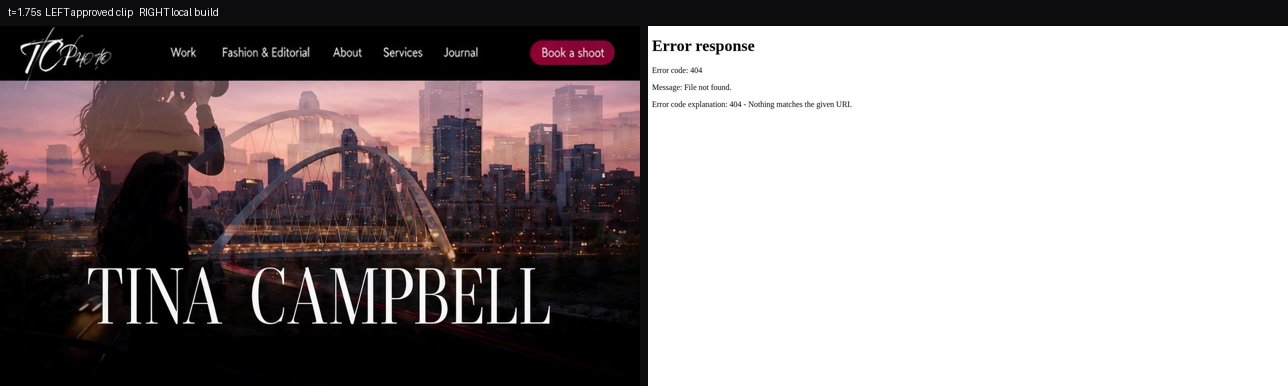 t=1.75s LEFT approved clip RIGHT local build
TCPHOTO Work Fashion & Editorial About Services Journal Book a shoot
TINA CAMPBELL
Error response
Error code: 404
Message: File not found.
Error code explanation: 404 - Nothing matches the given URI.